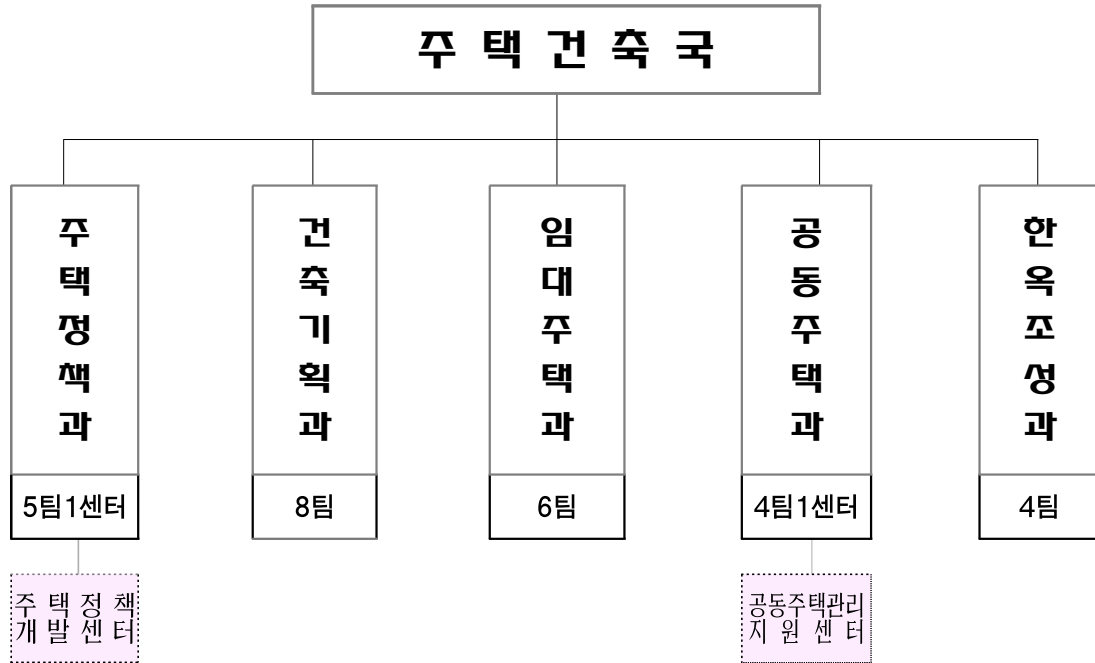 주택건축국
주택정책과
건축기획과
임대주택과
공동주택과
한옥조성과
5팀1센터
8팀
6팀
4팀1센터
4팀
주택정책
개발센터
공동주택관리
지원센터